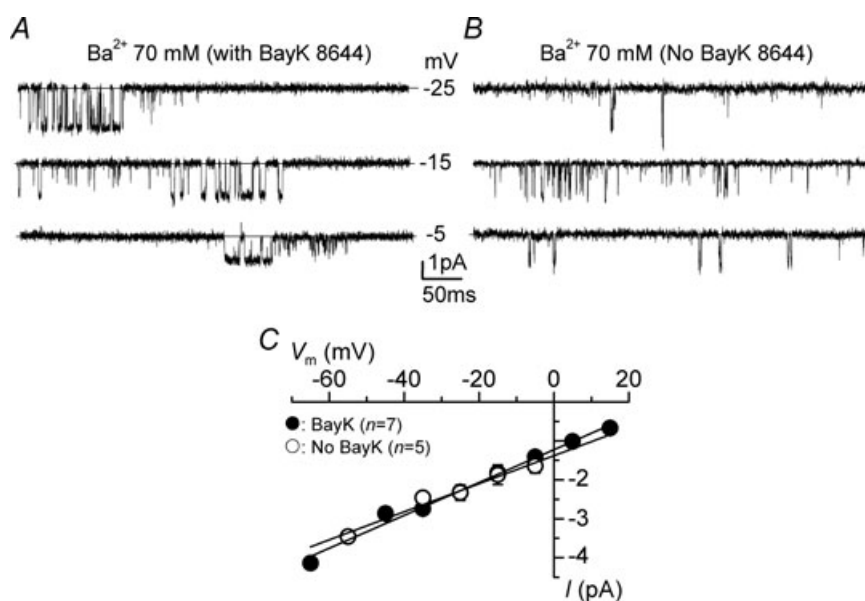 A
Ba²⁺ 70 mM (with BayK 8644)
mV
B
Ba²⁺ 70 mM (No BayK 8644)
-25
-15
-5
1pA
50ms
C
Vm (mV)
-60 -40 -20 0 20
●: BayK (n=7)
○: No BayK (n=5)
-2
-3
-4
I (pA)